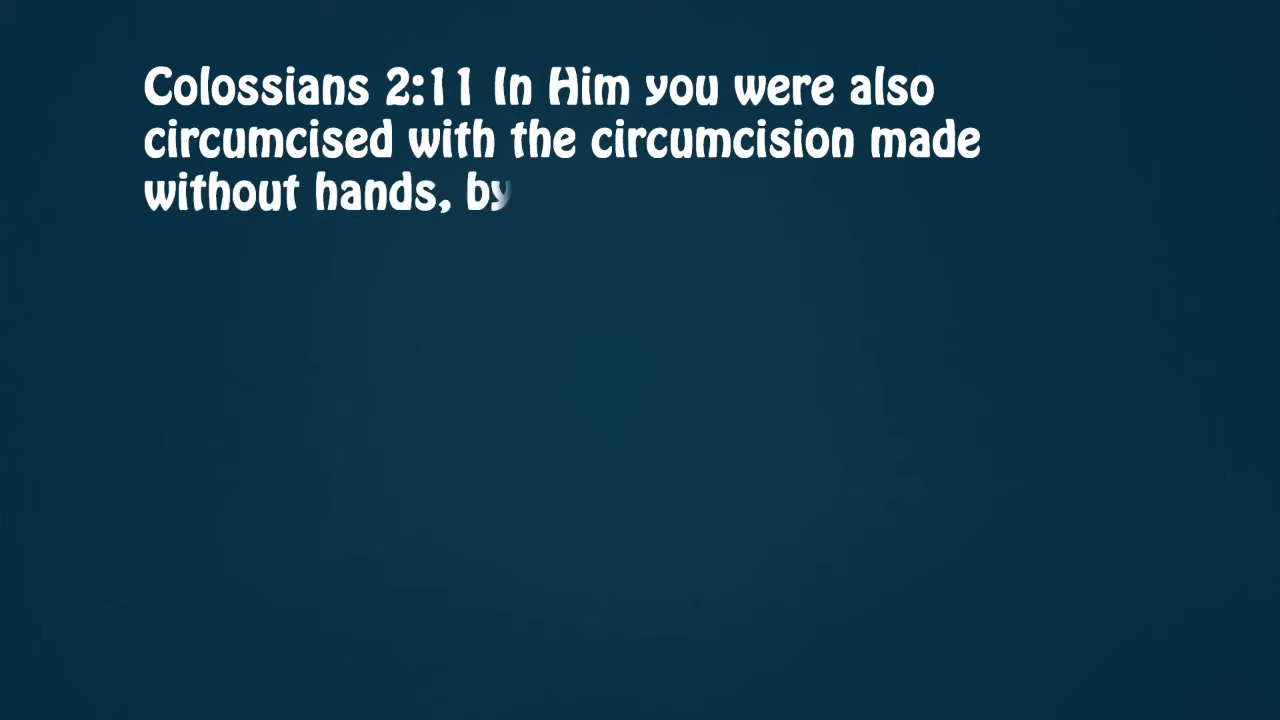 Colossians 2:11 In Him you were also
circumcised with the circumcision made
without hands, by